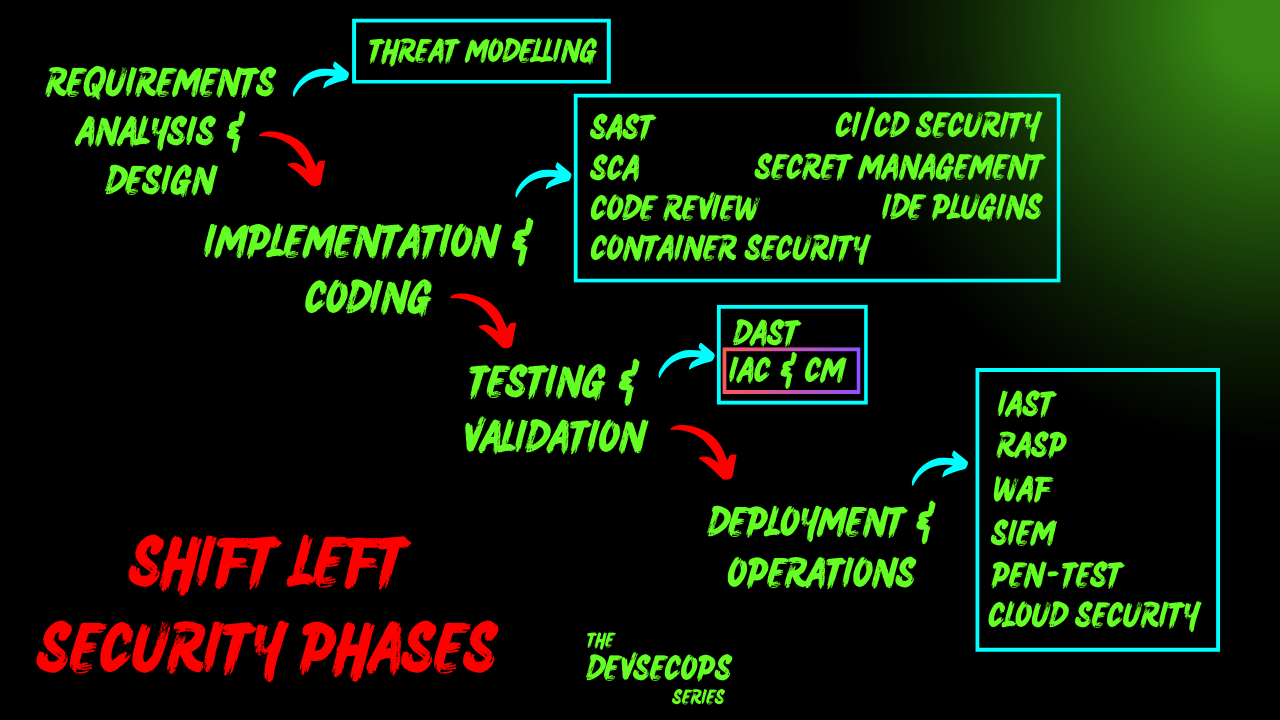 THREAT MODELLING
REQUIREMENTS
ANALYSIS &
DESIGN
SAST
SCA
CODE REVIEW
CONTAINER SECURITY
CI/CD SECURITY
SECRET MANAGEMENT
IDE PLUGINS
IMPLEMENTATION &
CODING
DAST
IAC & CM
TESTING &
VALIDATION
IAST
RASP
WAF
SIEM
PEN-TEST
CLOUD SECURITY
DEPLOYMENT &
OPERATIONS
SHIFT LEFT
SECURITY PHASES
THE
DEVSECOPS
SERIES